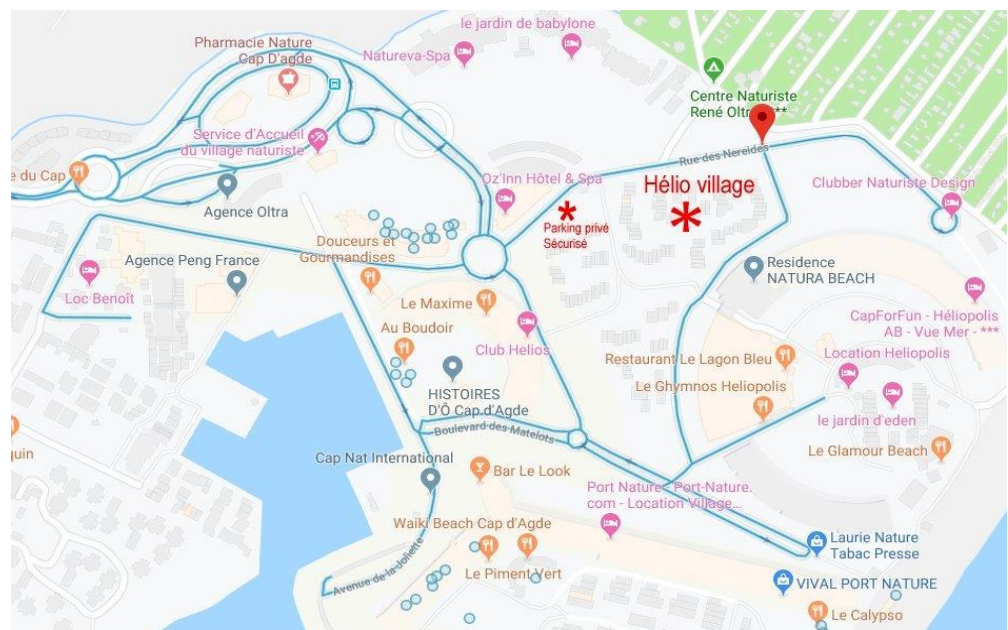 le jardin de babylone
Pharmacie Nature
Cap D'agde
Natureva-Spa
Centre Naturiste
René Oltr
**
Service d'Accueil
du village naturiste
Rue des Nereides
e du Cap
Oz'Inn Hôtel & Spa
Hélio village
*
Clubber Naturiste Design
Agence Oltra
*
Parking privé
Sécurisé
Douceurs et
Gourmandises
Agence Peng France
Residence
NATURA BEACH
Loc Benoît
Le Maxime
CapForFun - Héliopolis
AB - Vue Mer - ***
Au Boudoir
Club Helios
Restaurant Le Lagon Bleu
Location Heliopolis
Le Ghymnos Heliopolis
HISTOIRES
D'Ô Cap d'Agde
le jardin d'eden
Boulevard des Matelots
quin
Cap Nat International
Le Glamour Beach
Bar Le Look
Port Nature - Port-Nature.
com - Location Village...
Waiki Beach Cap d'Agde
Laurie Nature
Tabac Presse
Le Piment Vert
Avenue de la Joliette
VIVAL PORT NATURE
Le Calypso